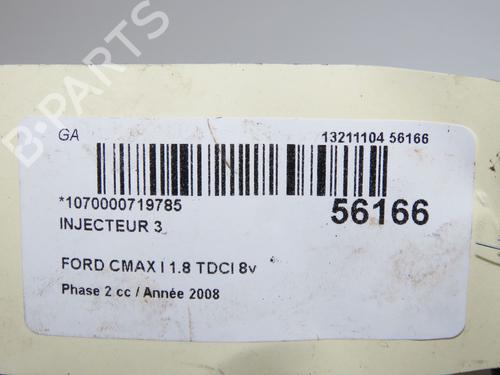 B-PARTS
GA
13211104 56166
*1070000719785
56166
INJECTEUR 3
FORD CMAX I 1.8 TDCI 8v
Phase 2 cc / Année 2008